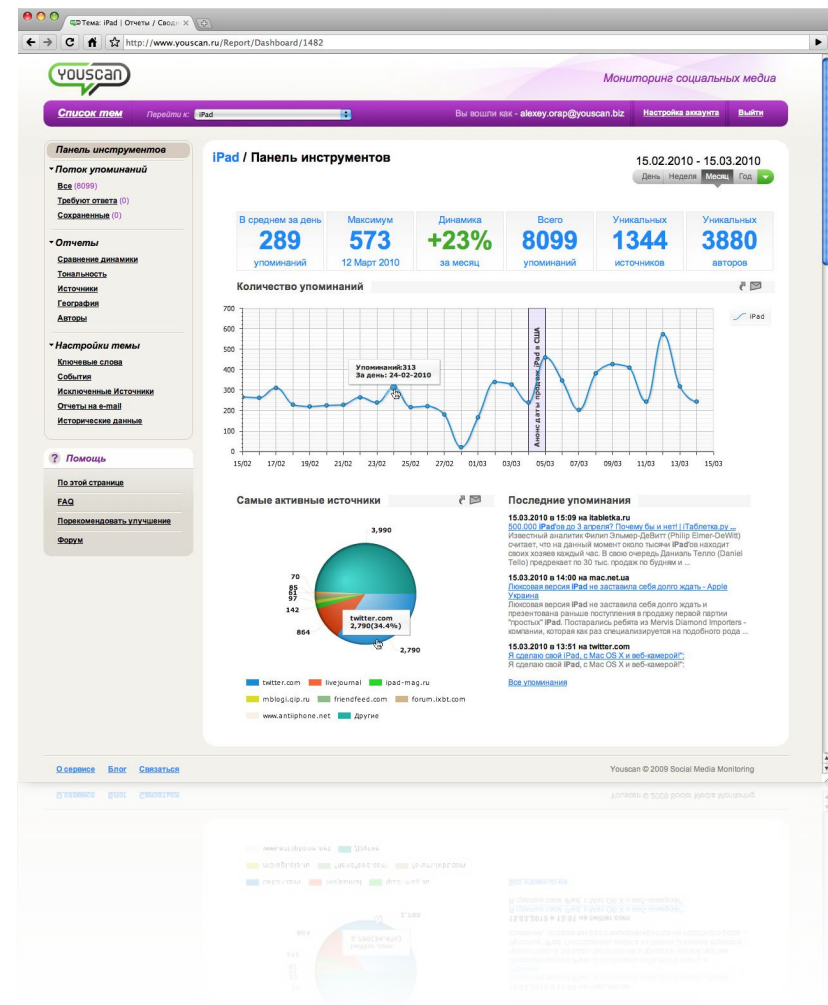 Тема: iPad | Отчеты / Свод
http://www.youscan.ru/Report/Dashboard/1482
youscan
Мониторинг социальных медиа
Список тем
Перейти к:
iPad
Вы вошли как - alexey.orap@youscan.biz
Настройка аккаунта
Выйти
Панель инструментов
Поток упоминаний
Все (8099)
Требуют ответа (0)
Сохраненные (0)
Отчеты
Сравнение динамики
Тональность
Источники
География
Авторы
Настройки темы
Ключевые слова
События
Исключенные Источники
Отчеты на e-mail
Исторические данные
? Помощь
По этой странице
FAQ
Порекомендовать улучшение
Форум
iPad / Панель инструментов
15.02.2010 - 15.03.2010
День Неделя Месяц Год
В среднем за день
289
упоминаний
Максимум
573
12 Март 2010
Динамика
+23%
за месяц
Всего
8099
упоминаний
Уникальных
1344
источников
Уникальных
3880
авторов
Количество упоминаний
700
600
500
400
300
200
100
0
Упоминаний:313
За день: 24-02-2010
Анонс даты продаж iPad в США
iPad
15/02 17/02 19/02 21/02 23/02 25/02 27/02 01/03 03/03 05/03 07/03 09/03 11/03 13/03 15/03
Самые активные источники
3,990
70
85
61
97
142
864
twitter.com
2,790(34.4%)
2,790
twitter.com livejournal ipad-mag.ru
mblogi.qip.ru friendfeed.com forum.ixbt.com
www.antiiphone.net Другие
Последние упоминания
15.03.2010 в 15:09 на itabletka.ru
500.000 iPad'ов до 3 апреля? Почему бы и нет! | iТаблетка.ру ...
Известный аналитик Филип Эльмер-ДеВитт (Philip Elmer-DeWitt)
считает, что на данный момент около тысячи iPad'ов находит
своих хозяев каждый час. В свою очередь Даниэль Телло (Daniel
Tello) предрекает по 30 тыс. продаж по будням и ...
15.03.2010 в 14:00 на mac.net.ua
Люксовая версия iPad не заставила себя долго ждать - Apple
Украина
Люксовая версия iPad не заставила себя долго ждать и
презентована раньше поступления в продажу первой партии
"простых" iPad. Постарались ребята из Mervis Diamond Importers -
компании, которая как раз специализируется на подобного рода ...
15.03.2010 в 13:51 на twitter.com
Я сделаю свой iPad, с Mac OS X и веб-камерой!":
Я сделаю свой iPad, с Mac OS X и веб-камерой!":
Все упоминания
О сервисе Блог Связаться
Youscan © 2009 Social Media Monitoring